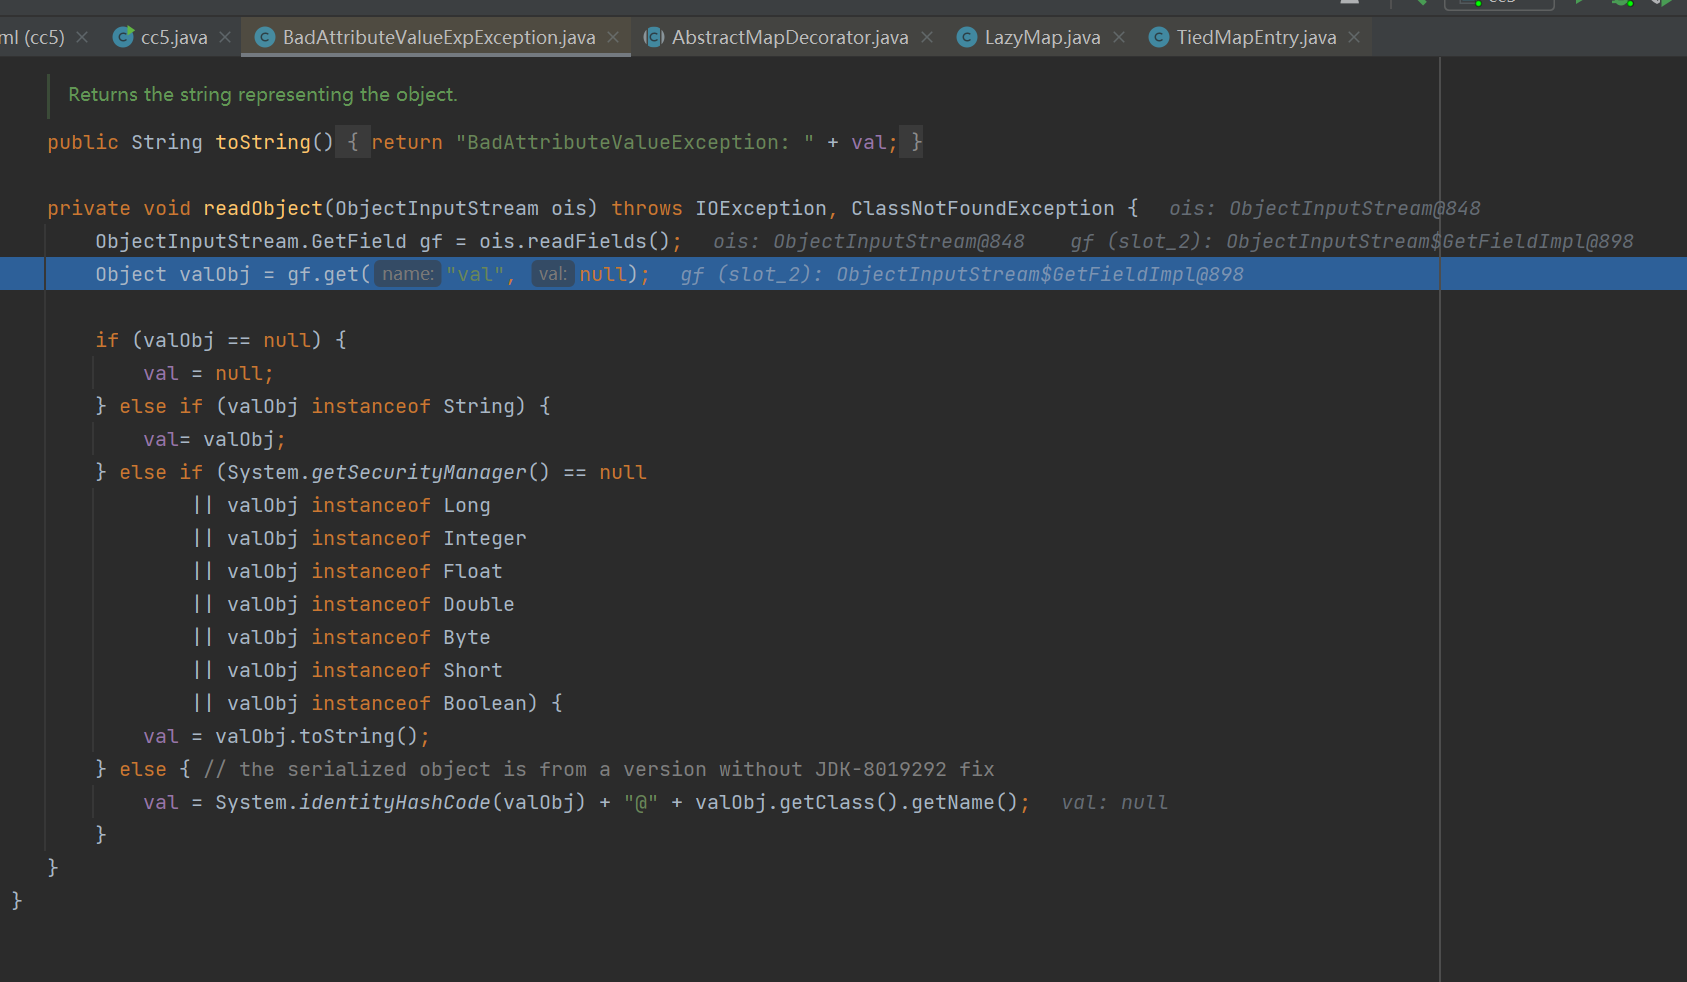 ml (cc5) cc5.java BadAttributeValueExpException.java AbstractMapDecorator.java LazyMap.java TiedMapEntry.java
Returns the string representing the object.
public String toString() { return "BadAttributeValueException: " + val; }
private void readObject(ObjectInputStream ois) throws IOException, ClassNotFoundException { ois: ObjectInputStream@848
ObjectInputStream.GetField gf = ois.readFields(); ois: ObjectInputStream@848 gf (slot_2): ObjectInputStream$GetFieldImpl@898
Object valObj = gf.get( name: "val", val: null); gf (slot_2): ObjectInputStream$GetFieldImpl@898
if (valObj == null) {
val = null;
} else if (valObj instanceof String) {
val= valObj;
} else if (System.getSecurityManager() == null
|| valObj instanceof Long
|| valObj instanceof Integer
|| valObj instanceof Float
|| valObj instanceof Double
|| valObj instanceof Byte
|| valObj instanceof Short
|| valObj instanceof Boolean) {
val = valObj.toString();
} else { // the serialized object is from a version without JDK-8019292 fix
val = System.identityHashCode(valObj) + "@" + valObj.getClass().getName(); val: null
}
}
}